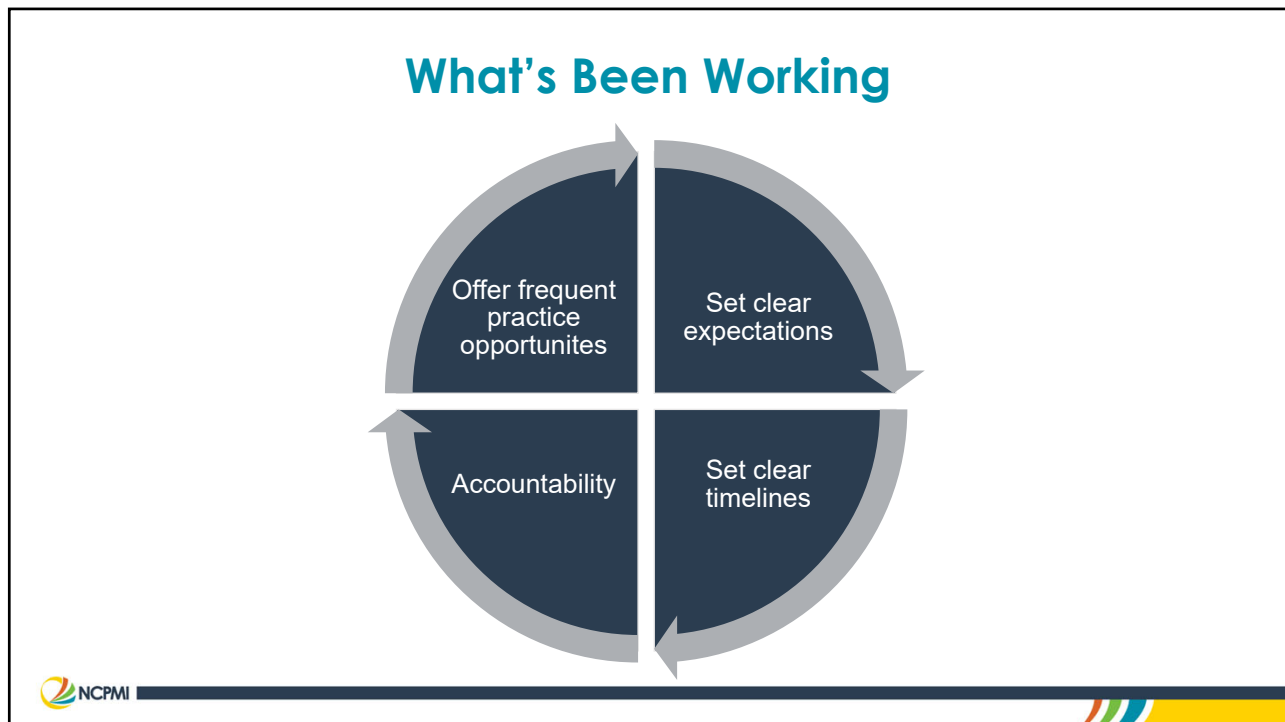 What's Been Working
Offer frequent
practice
opportunites
Set clear
expectations
Accountability
Set clear
timelines
NCPMI